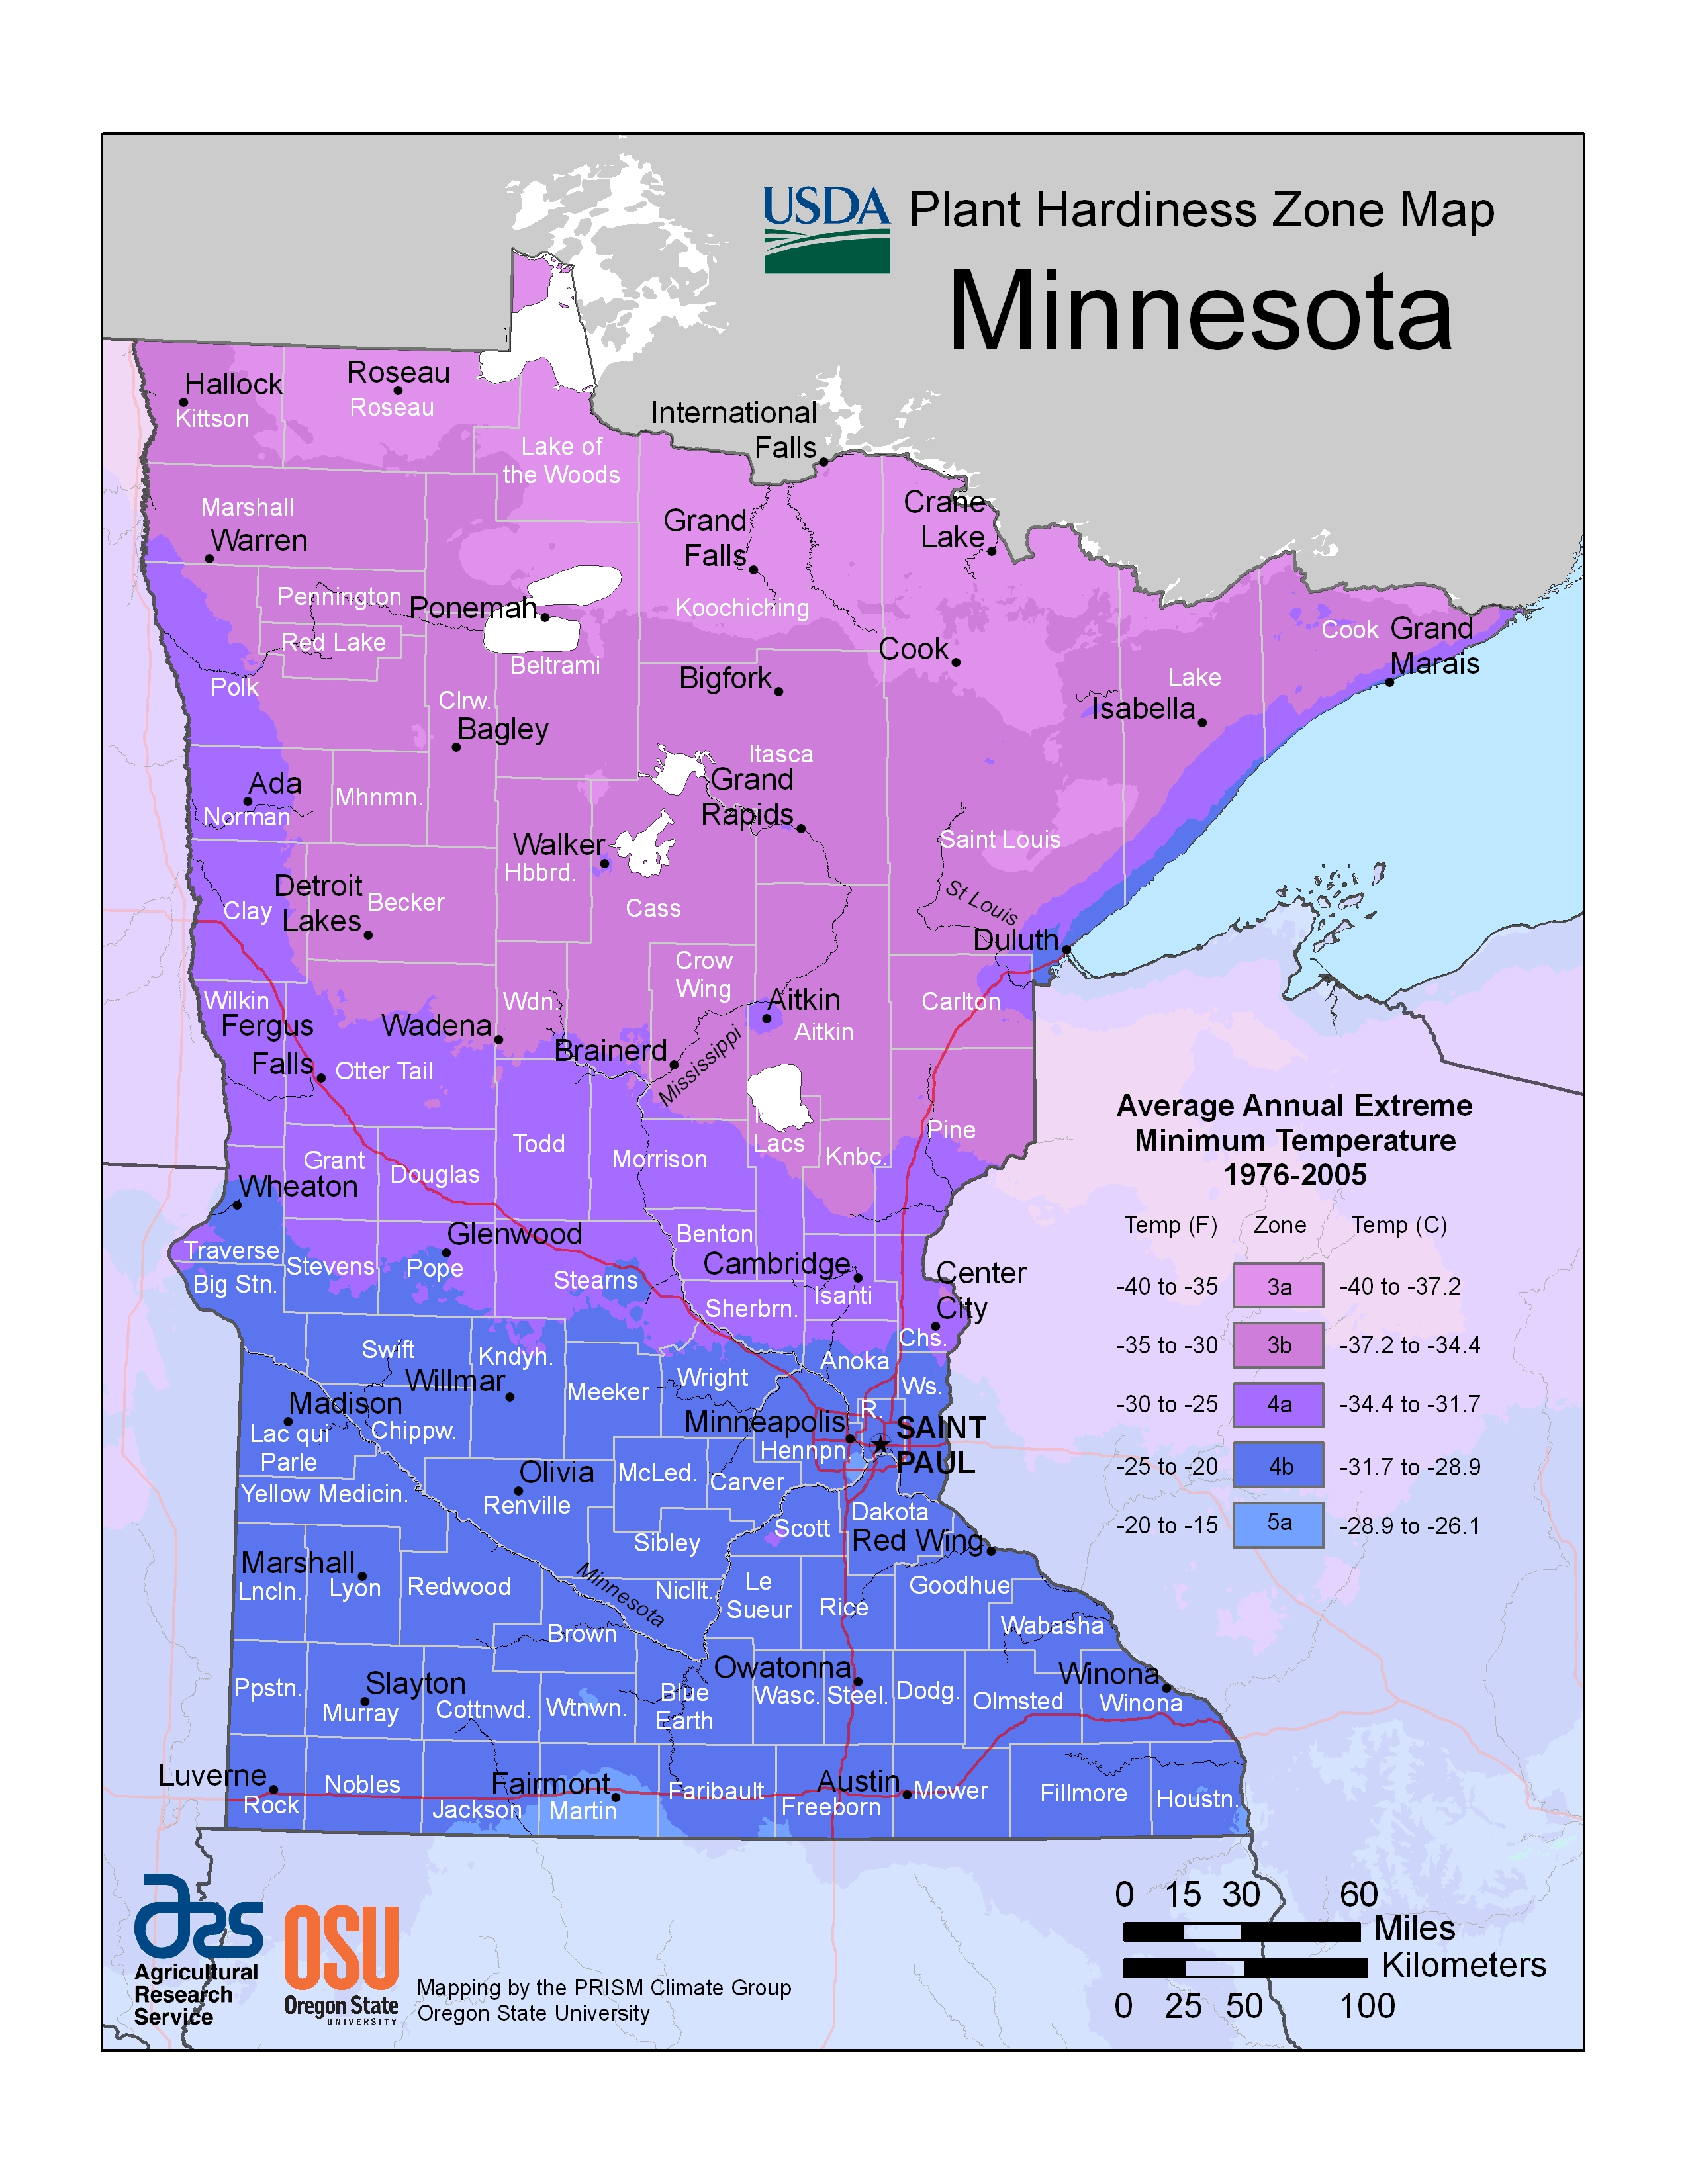 USDA Plant Hardiness Zone Map
Minnesota
Hallock
Kittson
Roseau
Roseau
Lake of
the Woods
International
Falls
Marshall
Warren
Grand
Falls
Crane
Lake
Koochiching
Pennington
Ponemah
Red Lake
Beltrami
Polk
Clrw.
Bagley
Bigfork
Cook
Cook
Grand
Marais
Lake
Isabella
Itasca
Grand
Rapids
Ada
Norman
Mhnmn.
Walker
Hbbrd.
Saint Louis
St Louis
Detroit
Lakes
Becker
Clay
Cass
Duluth
Crow
Wing
Wilkin
Wdn.
Aitkin
Aitkin
Carlton
Fergus
Falls
Wadena
Otter Tail
Brainerd
Mississippi
Todd
Morrison
Lacs
Knbc.
Pine
Grant
Douglas
Wheaton
Traverse
Big Stn.
Stevens
Glenwood
Pope
Stearns
Benton
Cambridge
Isanti
Sherbrn.
Center
City
Chs.
Swift
Kndyh.
Willmar
Meeker
Wright
Anoka
Ws.
R.
Madison
Lac qui
Parle
Chippw.
Minneapolis
Hennpn.
SAINT
PAUL
Yellow Medicin.
Olivia
Renville
McLed.
Carver
Scott
Dakota
Red Wing
Sibley
Marshall
Lncln.
Lyon
Redwood
Minnesota
Nicllt.
Le
Sueur
Rice
Goodhue
Wabasha
Brown
Ppstn.
Slayton
Murray
Cottnwd.
Wtnwn.
Blue
Earth
Owatonna
Wasc.
Steel.
Dodg.
Olmsted
Winona
Winona
Luverne
Rock
Nobles
Jackson
Fairmont
Martin
Faribault
Freeborn
Austin
Mower
Fillmore
Houstn.
Average Annual Extreme
Minimum Temperature
1976-2005
Temp (F) Zone Temp (C)
-40 to -35 3a -40 to -37.2
-35 to -30 3b -37.2 to -34.4
-30 to -25 4a -34.4 to -31.7
-25 to -20 4b -31.7 to -28.9
-20 to -15 5a -28.9 to -26.1
0 15 30 60
Miles
Kilometers
0 25 50 100
ars
Agricultural
Research
Service
OSU
Oregon State
UNIVERSITY
Mapping by the PRISM Climate Group
Oregon State University